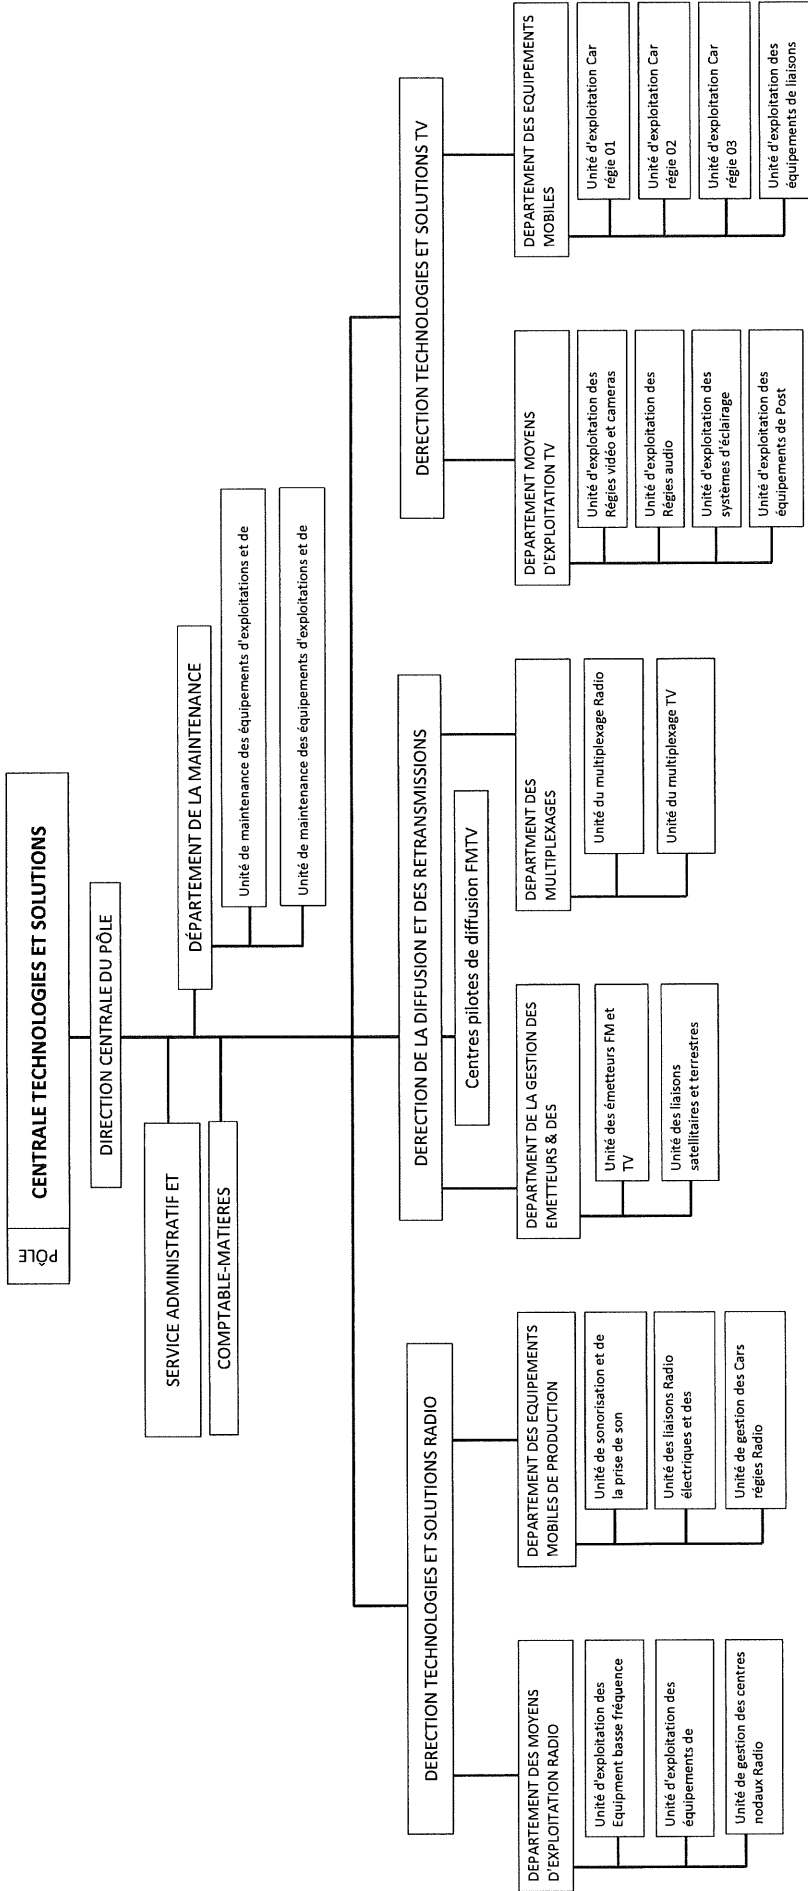 PÔLE
CENTRALE TECHNOLOGIES ET SOLUTIONS
DIRECTION CENTRALE DU PÔLE
SERVICE ADMINISTRATIF ET
COMPTABLE-MATIERES
DÉPARTEMENT DE LA MAINTENANCE
Unité de maintenance des équipements d'exploitations et de
Unité de maintenance des équipements d'exploitations et de
DERECTION TECHNOLOGIES ET SOLUTIONS RADIO
DEPARTEMENT DES MOYENS
D'EXPLOITATION RADIO
Unité d'exploitation des
Equipment basse fréquence
Unité d'exploitation des
équipements de
Unité de gestion des centres
nodaux Radio
DEPARTEMENT DES EQUIPEMENTS
MOBILES DE PRODUCTION
Unité de sonorisation et de
la prise de son
Unité des liaisons Radio
électriques et des
Unité de gestion des Cars
régies Radio
DERECTION DE LA DIFFUSION ET DES RETRANSMISSIONS
Centres pilotes de diffusion FMTV
DEPARTMENT DE LA GESTION DES
EMETTEURS & DES
Unité des émetteurs FM et
TV
Unité des liaisons
satellitaires et terrestres
DEPARTMENT DES
MULTIPLEXAGES
Unité du multiplexage Radio
Unité du multiplexage TV
DERECTION TECHNOLOGIES ET SOLUTIONS TV
DEPARTEMENT MOYENS
D'EXPLOITATION TV
Unité d'exploitation des
Régies vidéo et cameras
Unité d'exploitation des
Régies audio
Unité d'exploitation des
systèmes d'éclairage
Unité d'exploitation des
équipements de Post
DEPARTEMENT DES EQUIPEMENTS
MOBILES
Unité d'exploitation Car
régie 01
Unité d'exploitation Car
régie 02
Unité d'exploitation Car
régie 03
Unité d'exploitation des
équipements de liaisons